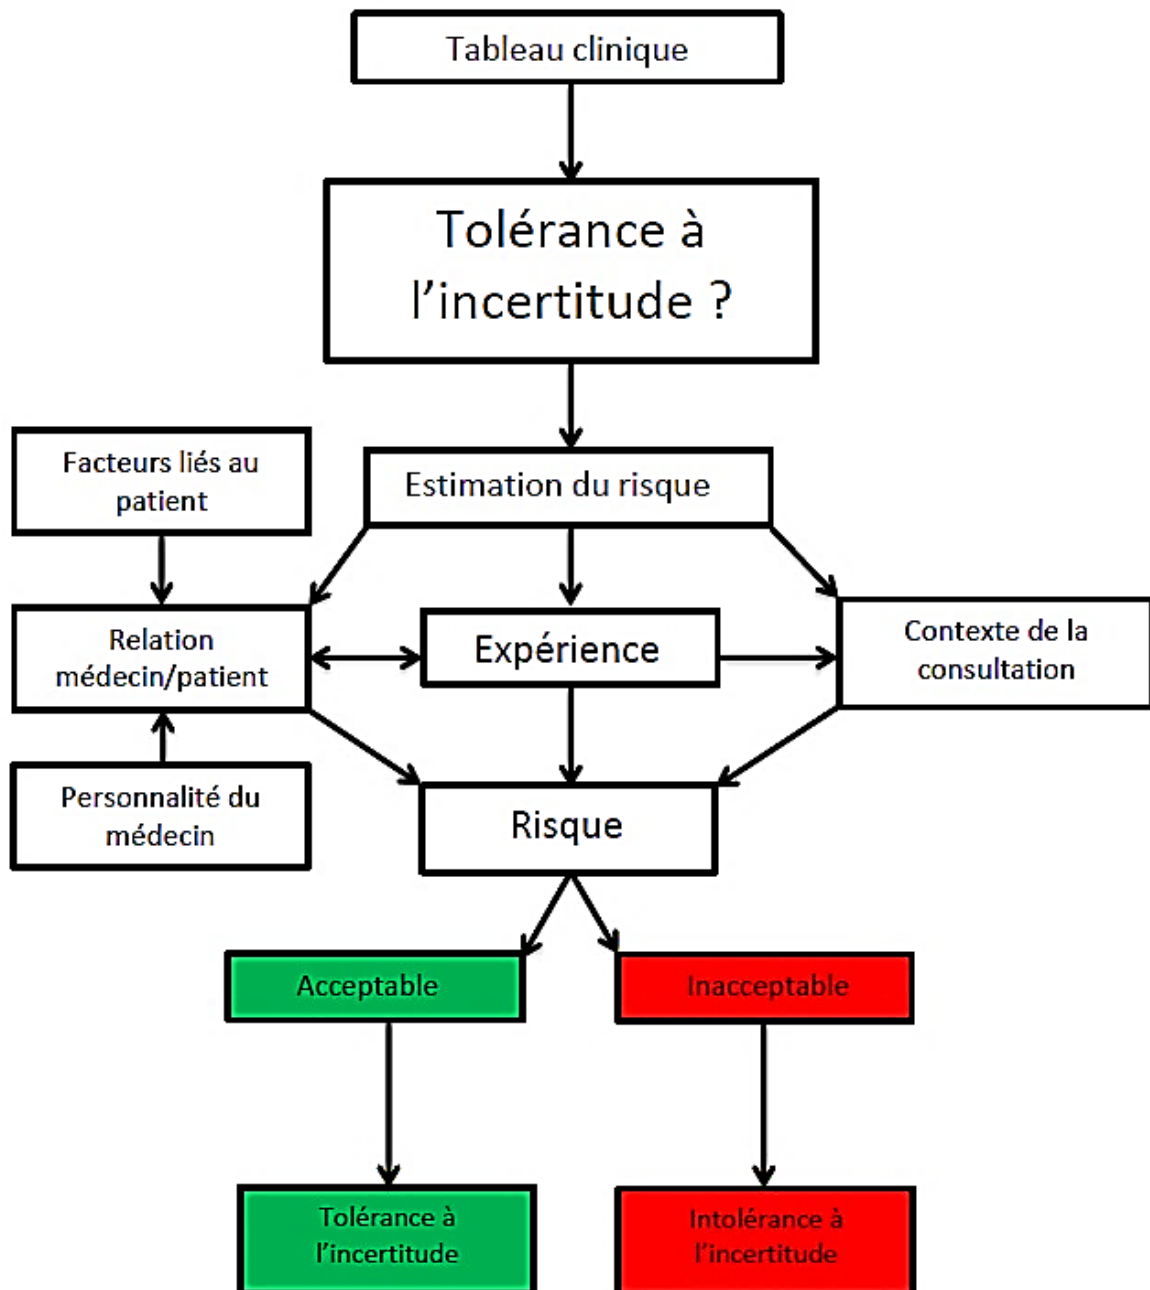 Tableau clinique
Tolérance à
l'incertitude ?
Facteurs liés au
patient
Estimation du risque
Relation
médecin/patient
Expérience
Contexte de la
consultation
Personnalité du
médecin
Risque
Acceptable
Inacceptable
Tolérance à
l'incertitude
Intolérance à
l'incertitude